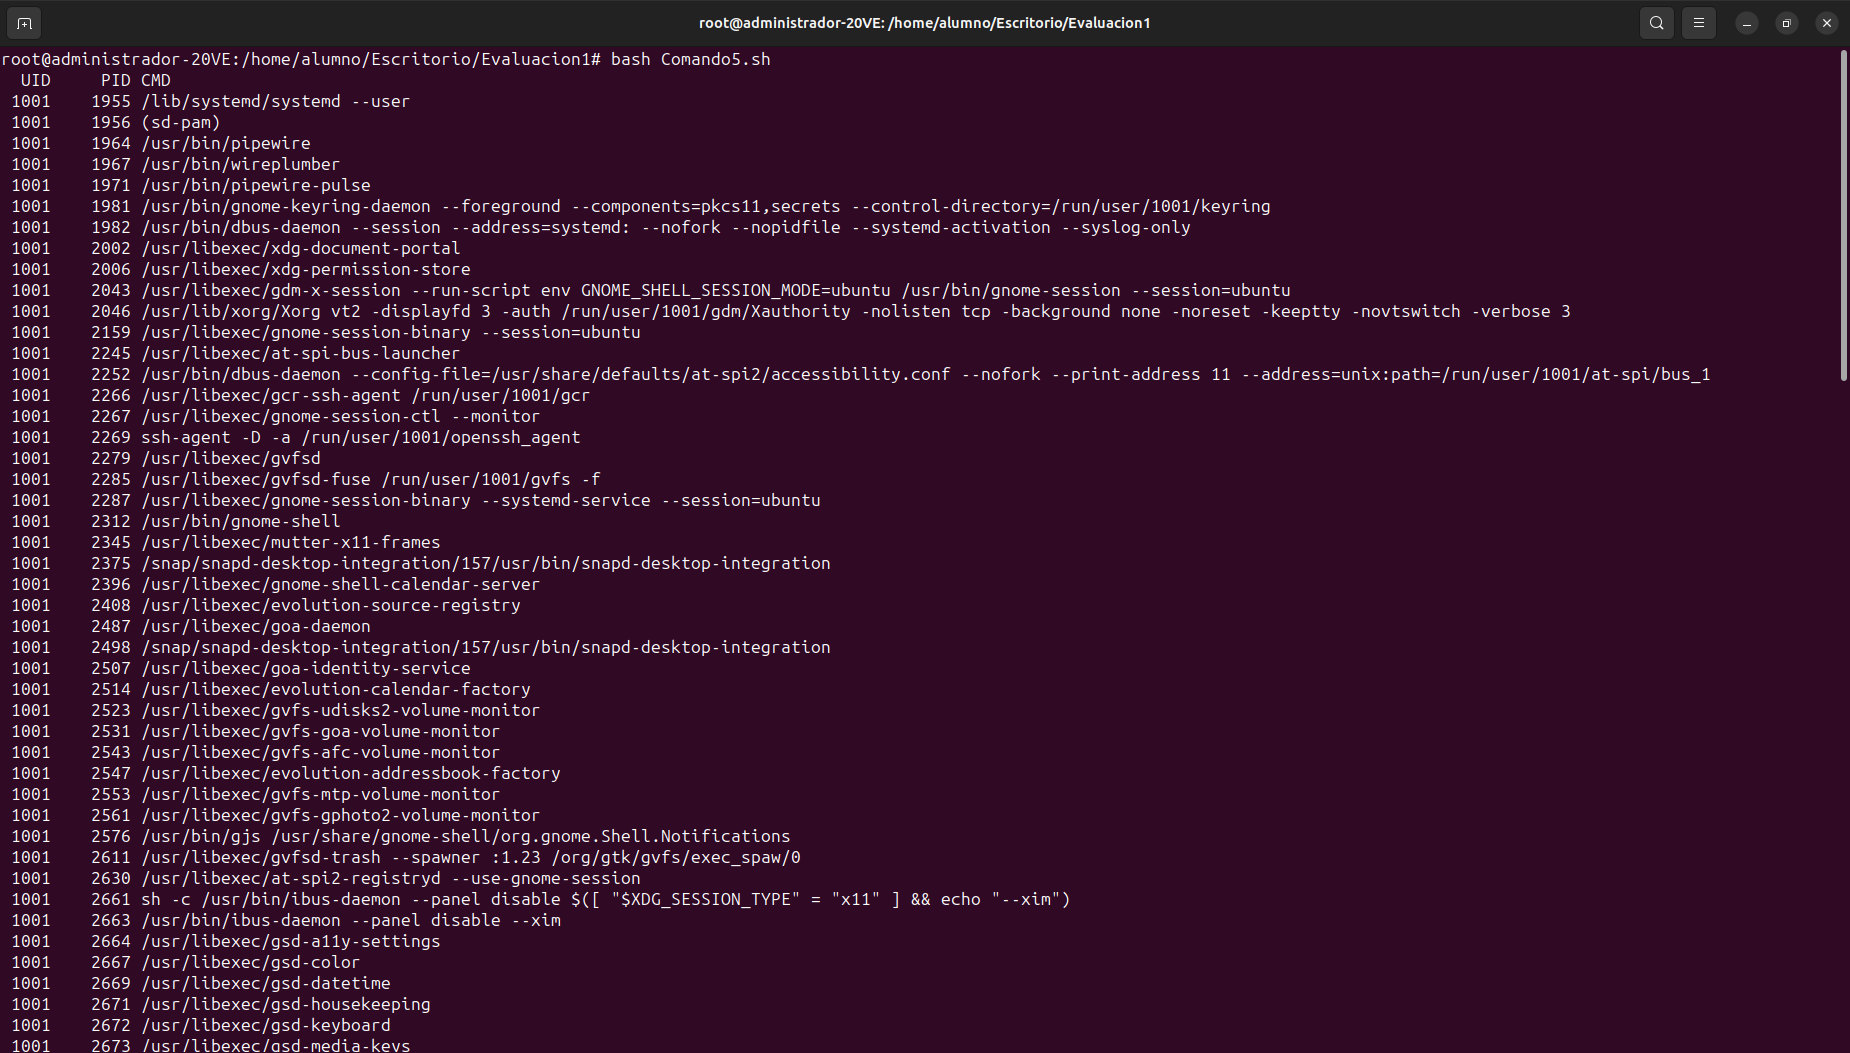 root@administrador-20VE: /home/alumno/Escritorio/Evaluacion1
root@administrador-20VE:/home/alumno/Escritorio/Evaluacion1# bash Comando5.sh
  UID     PID CMD
 1001    1955 /lib/systemd/systemd --user
 1001    1956 (sd-pam)
 1001    1964 /usr/bin/pipewire
 1001    1967 /usr/bin/wireplumber
 1001    1971 /usr/bin/pipewire-pulse
 1001    1981 /usr/bin/gnome-keyring-daemon --foreground --components=pkcs11,secrets --control-directory=/run/user/1001/keyring
 1001    1982 /usr/bin/dbus-daemon --session --address=systemd: --nofork --nopidfile --systemd-activation --syslog-only
 1001    2002 /usr/libexec/xdg-document-portal
 1001    2006 /usr/libexec/xdg-permission-store
 1001    2043 /usr/libexec/gdm-x-session --run-script env GNOME_SHELL_SESSION_MODE=ubuntu /usr/bin/gnome-session --session=ubuntu
 1001    2046 /usr/lib/xorg/Xorg vt2 -displayfd 3 -auth /run/user/1001/gdm/Xauthority -nolisten tcp -background none -noreset -keeptty -novtswitch -verbose 3
 1001    2159 /usr/libexec/gnome-session-binary --session=ubuntu
 1001    2245 /usr/libexec/at-spi-bus-launcher
 1001    2252 /usr/bin/dbus-daemon --config-file=/usr/share/defaults/at-spi2/accessibility.conf --nofork --print-address 11 --address=unix:path=/run/user/1001/at-spi/bus_1
 1001    2266 /usr/libexec/gcr-ssh-agent /run/user/1001/gcr
 1001    2267 /usr/libexec/gnome-session-ctl --monitor
 1001    2269 ssh-agent -D -a /run/user/1001/openssh_agent
 1001    2279 /usr/libexec/gvfsd
 1001    2285 /usr/libexec/gvfsd-fuse /run/user/1001/gvfs -f
 1001    2287 /usr/libexec/gnome-session-binary --systemd-service --session=ubuntu
 1001    2312 /usr/bin/gnome-shell
 1001    2345 /usr/libexec/mutter-x11-frames
 1001    2375 /snap/snapd-desktop-integration/157/usr/bin/snapd-desktop-integration
 1001    2396 /usr/libexec/gnome-shell-calendar-server
 1001    2408 /usr/libexec/evolution-source-registry
 1001    2487 /usr/libexec/goa-daemon
 1001    2498 /snap/snapd-desktop-integration/157/usr/bin/snapd-desktop-integration
 1001    2507 /usr/libexec/goa-identity-service
 1001    2514 /usr/libexec/evolution-calendar-factory
 1001    2523 /usr/libexec/gvfs-udisks2-volume-monitor
 1001    2531 /usr/libexec/gvfs-goa-volume-monitor
 1001    2543 /usr/libexec/gvfs-afc-volume-monitor
 1001    2547 /usr/libexec/evolution-addressbook-factory
 1001    2553 /usr/libexec/gvfs-mtp-volume-monitor
 1001    2561 /usr/libexec/gvfs-gphoto2-volume-monitor
 1001    2576 /usr/bin/gjs /usr/share/gnome-shell/org.gnome.Shell.Notifications
 1001    2611 /usr/libexec/gvfsd-trash --spawner :1.23 /org/gtk/gvfs/exec_spaw/0
 1001    2630 /usr/libexec/at-spi2-registryd --use-gnome-session
 1001    2661 sh -c /usr/bin/ibus-daemon --panel disable $([ "$XDG_SESSION_TYPE" = "x11" ] && echo "--xim")
 1001    2663 /usr/bin/ibus-daemon --panel disable --xim
 1001    2664 /usr/libexec/gsd-a11y-settings
 1001    2667 /usr/libexec/gsd-color
 1001    2669 /usr/libexec/gsd-datetime
 1001    2671 /usr/libexec/gsd-housekeeping
 1001    2672 /usr/libexec/gsd-keyboard
 1001    2673 /usr/libexec/gsd-media-keys